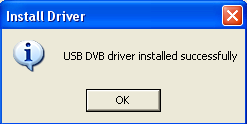 Install Driver
USB DVB driver installed successfully
OK